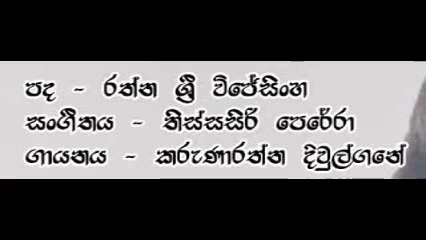 පද - රත්න ශ්‍රී විජේසිංහ
සංගීතය - තිස්සසිරි පෙරේරා
ගායනය - කරුණාරත්න දිවුල්ගනේ